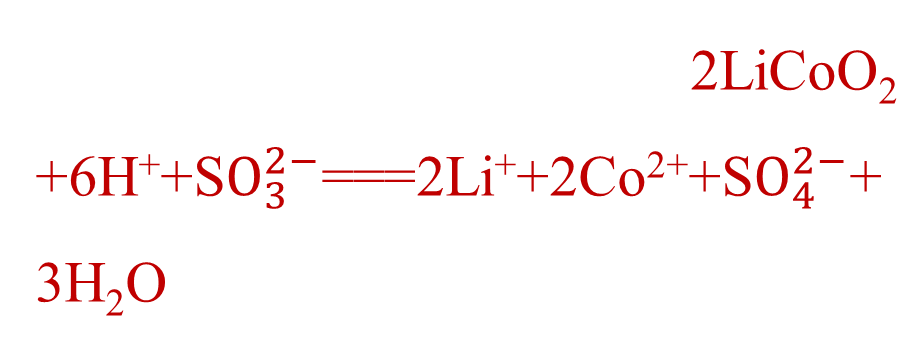 2LiCoO₂
+6H⁺+SO₃²⁻===2Li⁺+2Co²⁺+SO₄²⁻+
3H₂O